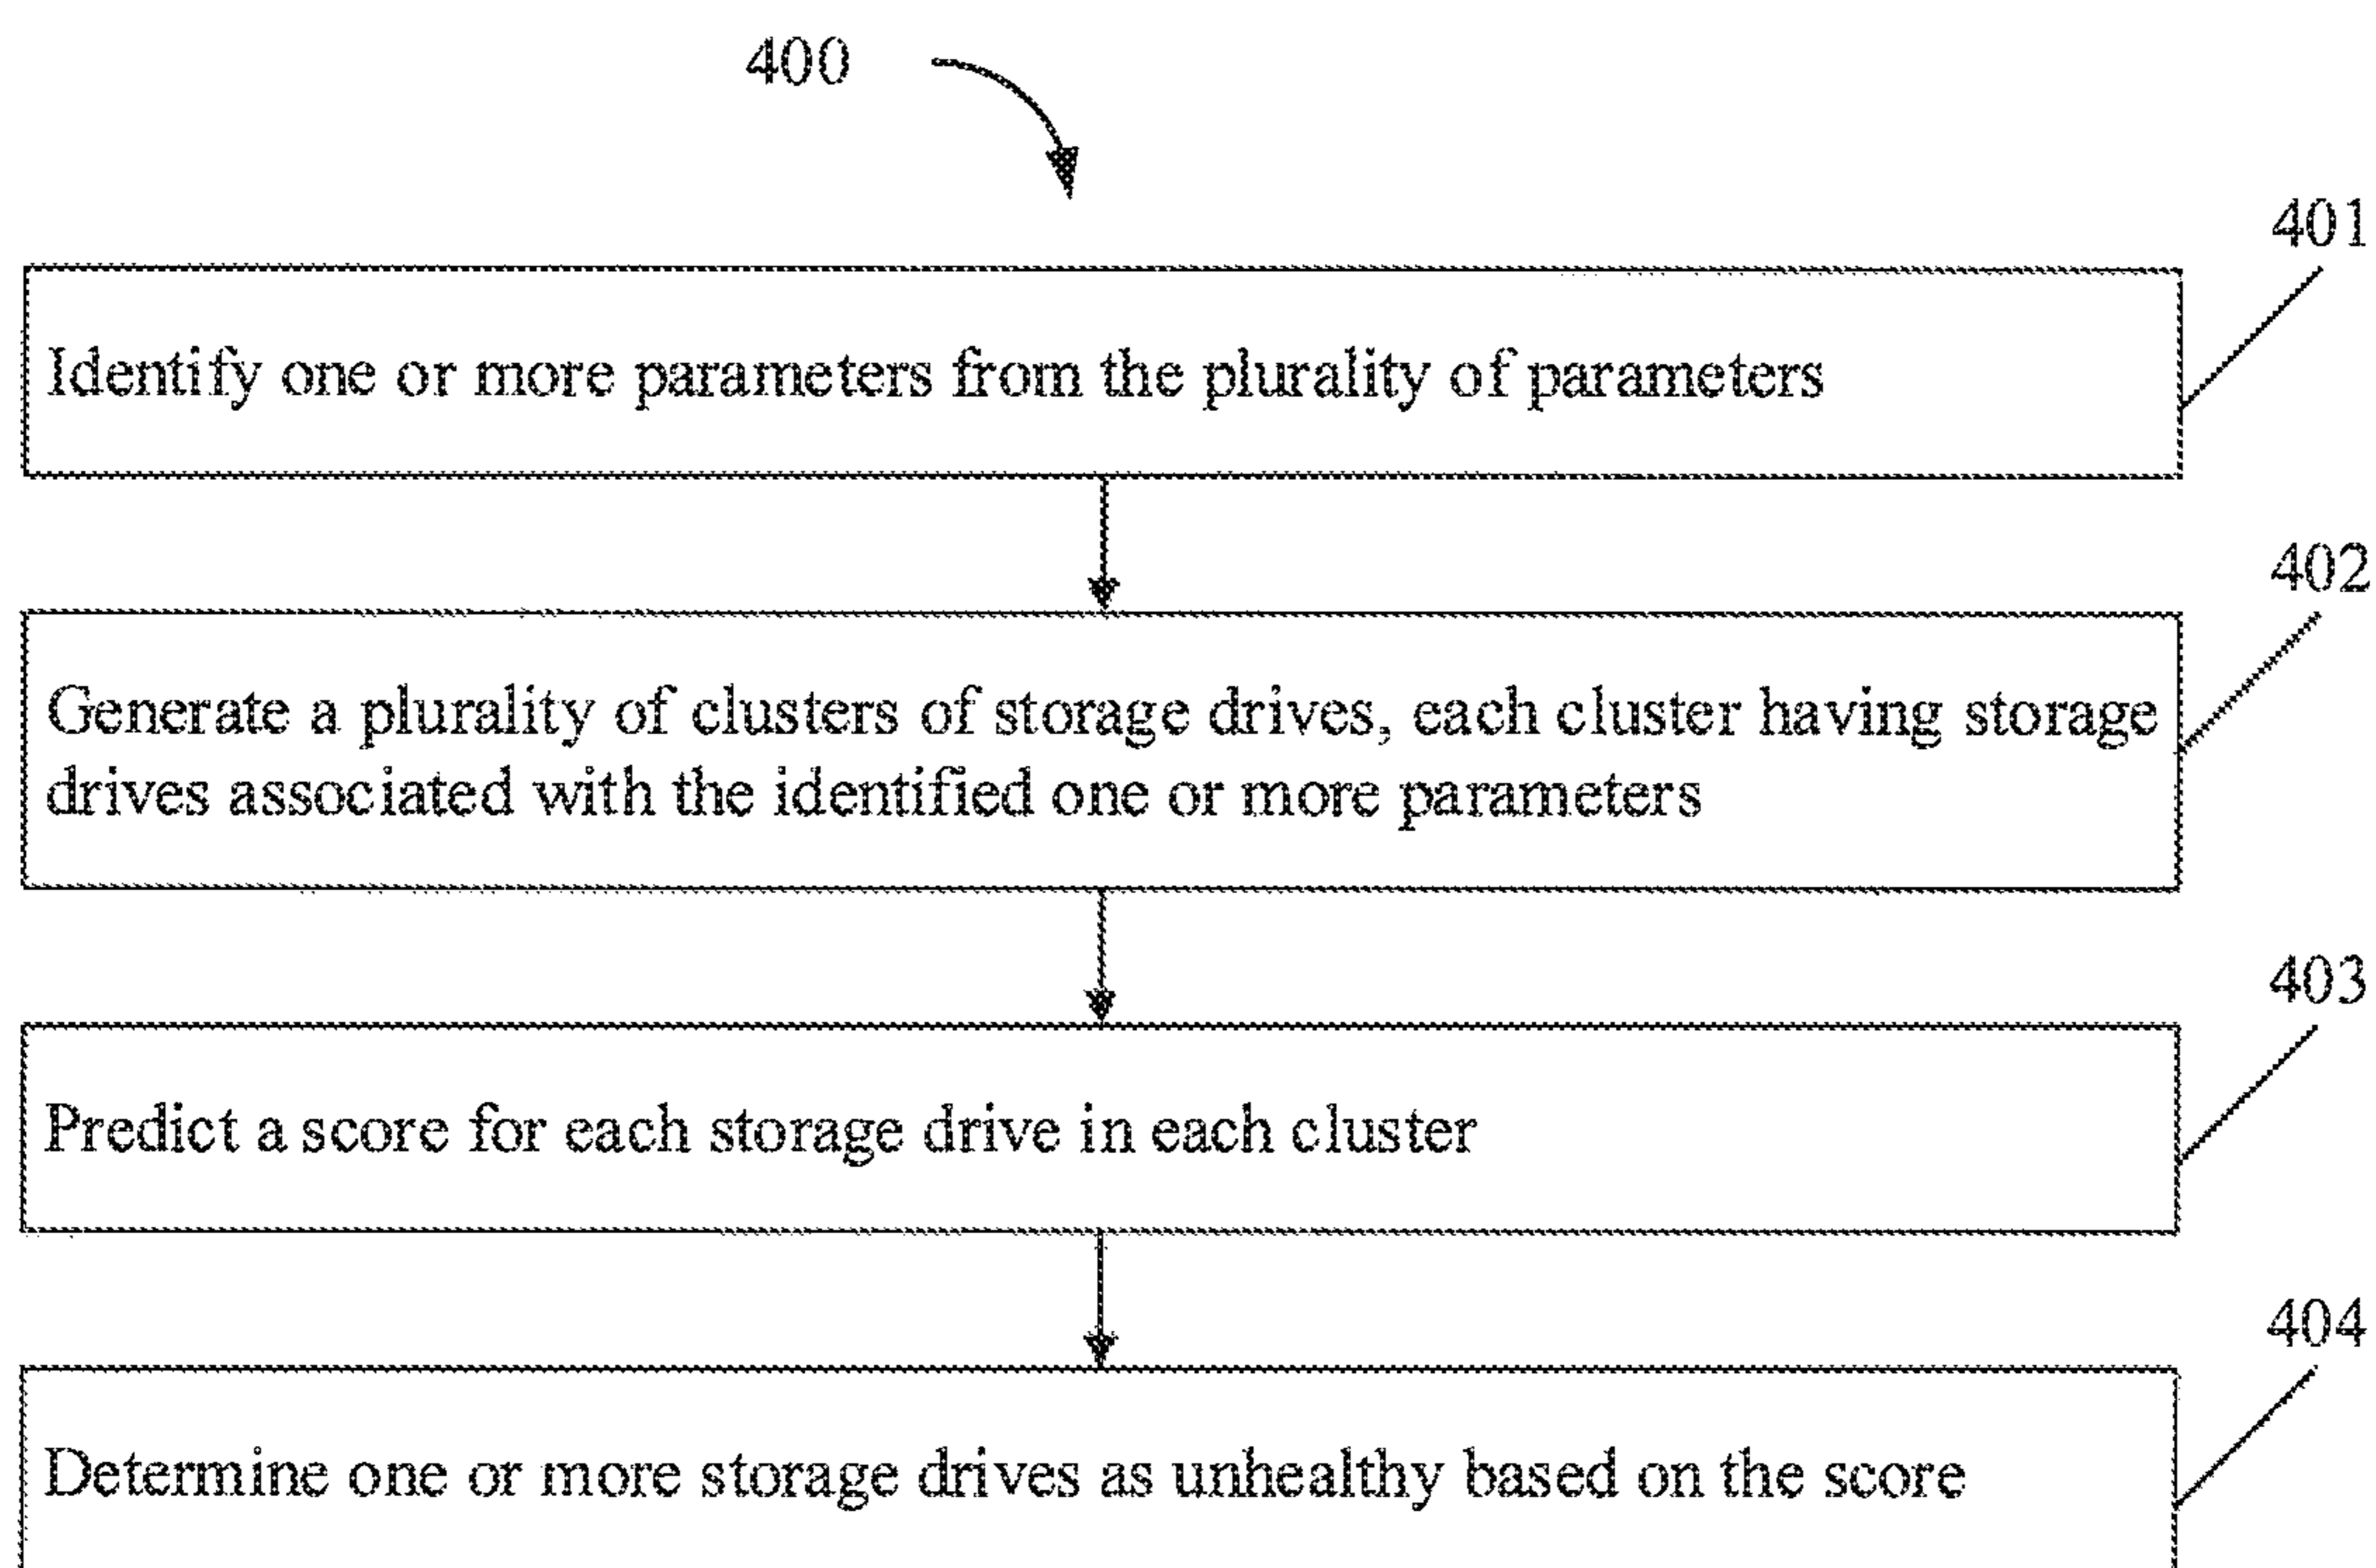 400
401
Identify one or more parameters from the plurality of parameters
402
Generate a plurality of clusters of storage drives, each cluster having storage
drives associated with the identified one or more parameters
403
Predict a score for each storage drive in each cluster
404
Determine one or more storage drives as unhealthy based on the score